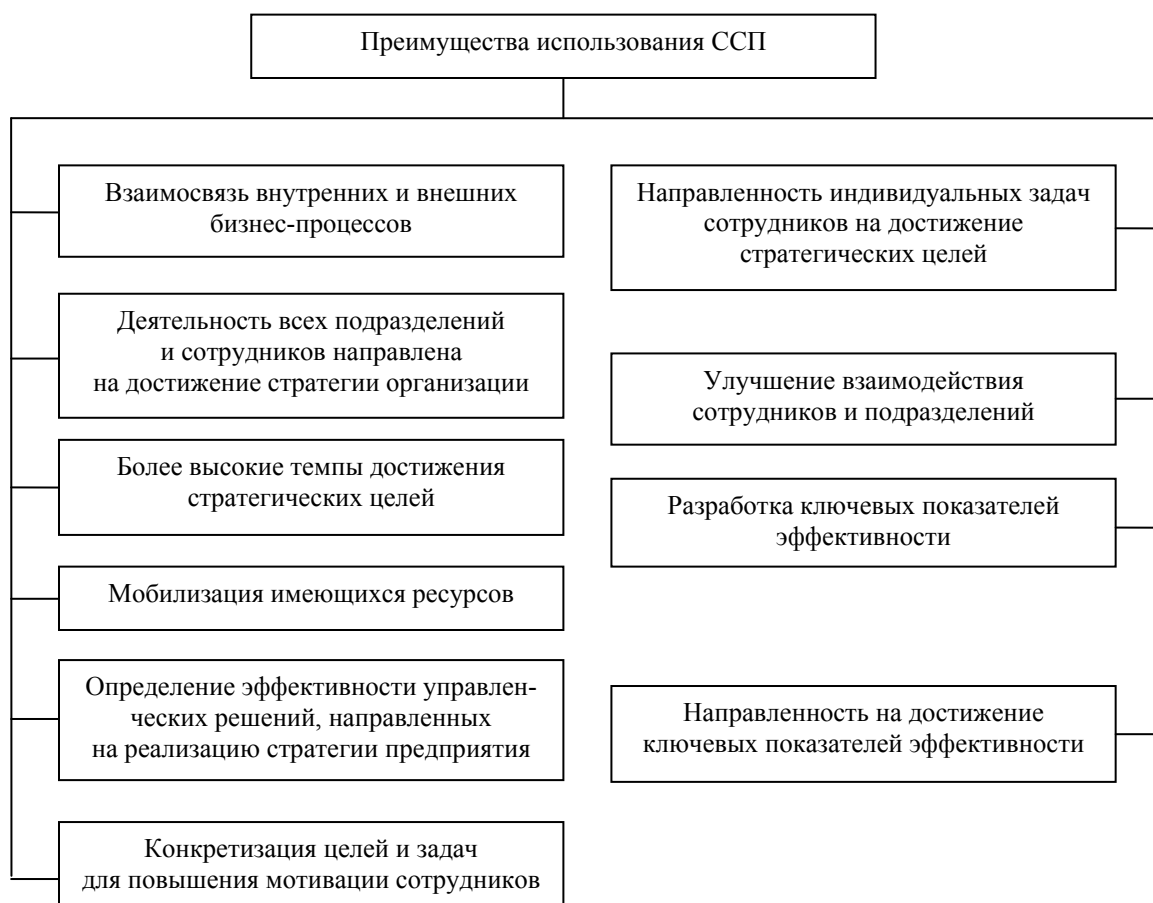 Преимущества использования ССП
Взаимосвязь внутренних и внешних
бизнес-процессов
Деятельность всех подразделений
и сотрудников направлена
на достижение стратегии организации
Более высокие темпы достижения
стратегических целей
Мобилизация имеющихся ресурсов
Определение эффективности управлен-
ческих решений, направленных
на реализацию стратегии предприятия
Конкретизация целей и задач
для повышения мотивации сотрудников
Направленность индивидуальных задач
сотрудников на достижение
стратегических целей
Улучшение взаимодействия
сотрудников и подразделений
Разработка ключевых показателей
эффективности
Направленность на достижение
ключевых показателей эффективности